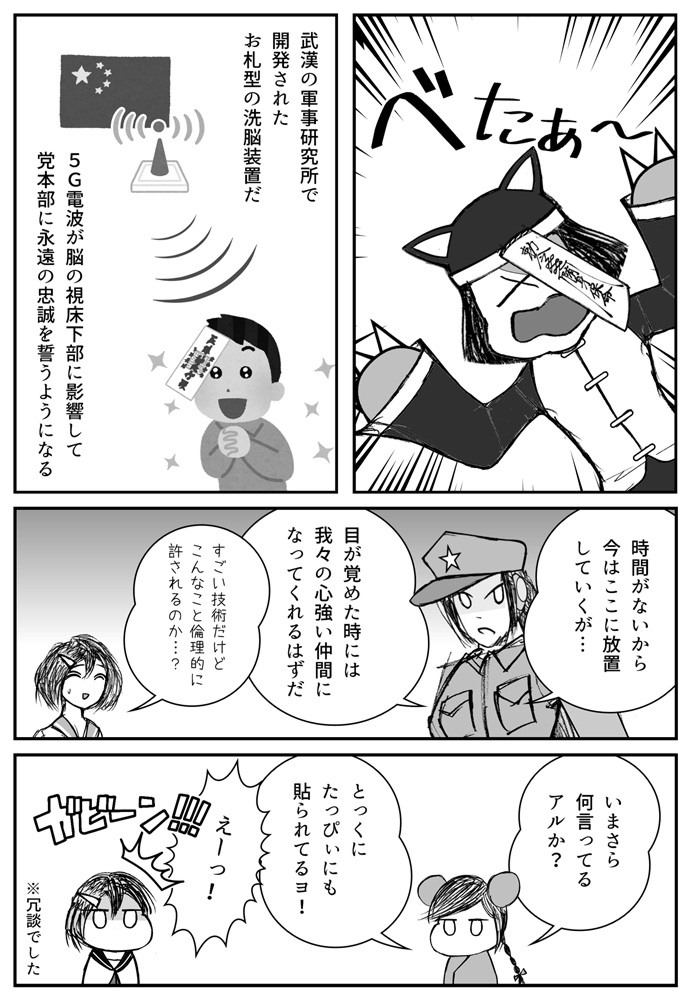 べたぁ〜
武漢の軍事研究所で
開発された
お札型の洗脳装置だ
5G電波が脳の視床下部に影響して
党本部に永遠の忠誠を誓うようになる
時間がないから
今はここに放置
していくが…
目が覚めた時には
我々の心強い仲間に
なってくれるはずだ
すごい技術だけど
こんなこと倫理的に
許されるのか…？
いまさら
何言ってる
アルか？
とっくに
たっぴぃにも
貼られてるヨ！
えーっ！
ガビーン!!!
※冗談でした